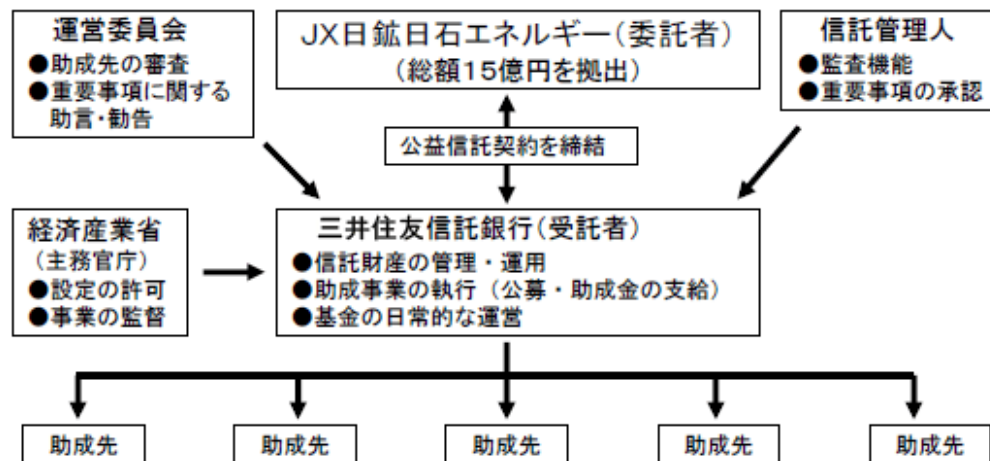 運営委員会
●助成先の審査
●重要事項に関する
助言・勧告
JX日鉱日石エネルギー(委託者)
(総額15億円を拠出)
信託管理人
●監査機能
●重要事項の承認
公益信託契約を締結
経済産業省
(主務官庁)
●設定の許可
●事業の監督
三井住友信託銀行(受託者)
●信託財産の管理・運用
●助成事業の執行(公募・助成金の支給)
●基金の日常的な運営
助成先
助成先
助成先
助成先
助成先